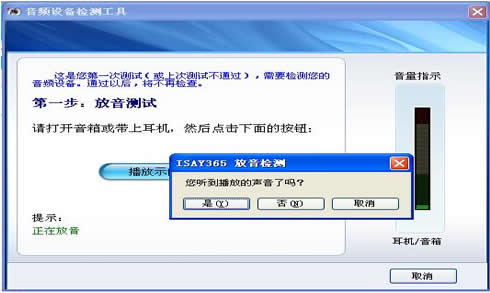 音频设备检测工具
这是您第一次测试(或上次测试不通过),需要检测您的
音频设备。通过以后,将不再检查。
音量指示
第一步:放音测试
请打开音箱或带上耳机,然后点击下面的按钮:
播放示
ISAY365 放音检测
您听到播放的声音了吗?
是(Y)
否(N)
取消
提示:
正在放音
耳机/音箱
取消